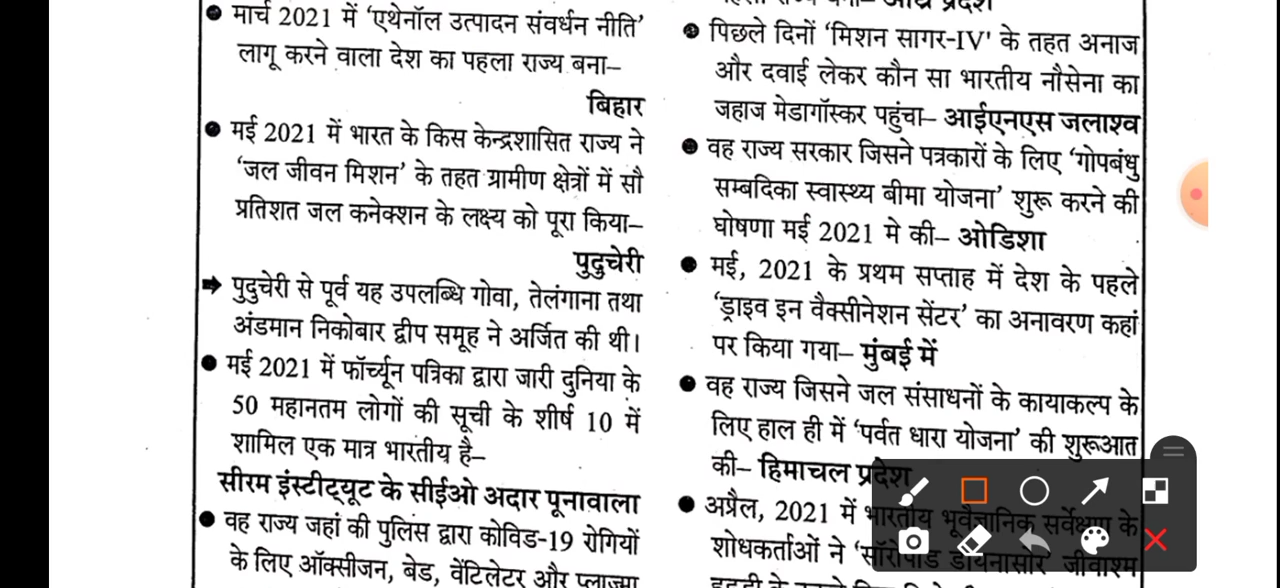 मार्च 2021 में ‘एथेनॉल उत्पादन संवर्धन नीति’
लागू करने वाला देश का पहला राज्य बना–
बिहार
मई 2021 में भारत के किस केन्द्रशासित राज्य ने
‘जल जीवन मिशन’ के तहत ग्रामीण क्षेत्रों में सौ
प्रतिशत जल कनेक्शन के लक्ष्य को पूरा किया–
पुदुचेरी
पुदुचेरी से पूर्व यह उपलब्धि गोवा, तेलंगाना तथा
अंडमान निकोबार द्वीप समूह ने अर्जित की थी।
मई 2021 में फॉर्च्यून पत्रिका द्वारा जारी दुनिया के
50 महानतम लोगों की सूची के शीर्ष 10 में
शामिल एक मात्र भारतीय है–
सीरम इंस्टीट्यूट के सीईओ अदार पूनावाला
वह राज्य जहां की पुलिस द्वारा कोविड-19 रोगियों
के लिए ऑक्सीजन, बेड, वेंटिलेटर और प्लाज्मा
आंध्र प्रदेश
पिछले दिनों ‘मिशन सागर-IV' के तहत अनाज
और दवाई लेकर कौन सा भारतीय नौसेना का
जहाज मेडागॉस्कर पहुंचा– आईएनएस जलाश्व
वह राज्य सरकार जिसने पत्रकारों के लिए ‘गोपबंधु
सम्बदिका स्वास्थ्य बीमा योजना’ शुरू करने की
घोषणा मई 2021 मे की– ओडिशा
मई, 2021 के प्रथम सप्ताह में देश के पहले
‘ड्राइव इन वैक्सीनेशन सेंटर’ का अनावरण कहां
पर किया गया– मुंबई में
वह राज्य जिसने जल संसाधनों के कायाकल्प के
लिए हाल ही में ‘पर्वत धारा योजना’ की शुरूआत
की– हिमाचल प्रदेश
अप्रैल, 2021 में भारतीय भूवैज्ञानिक सर्वेक्षण के
शोधकर्ताओं ने ‘सॉरोपॉड डायनासोर जीवाश्म